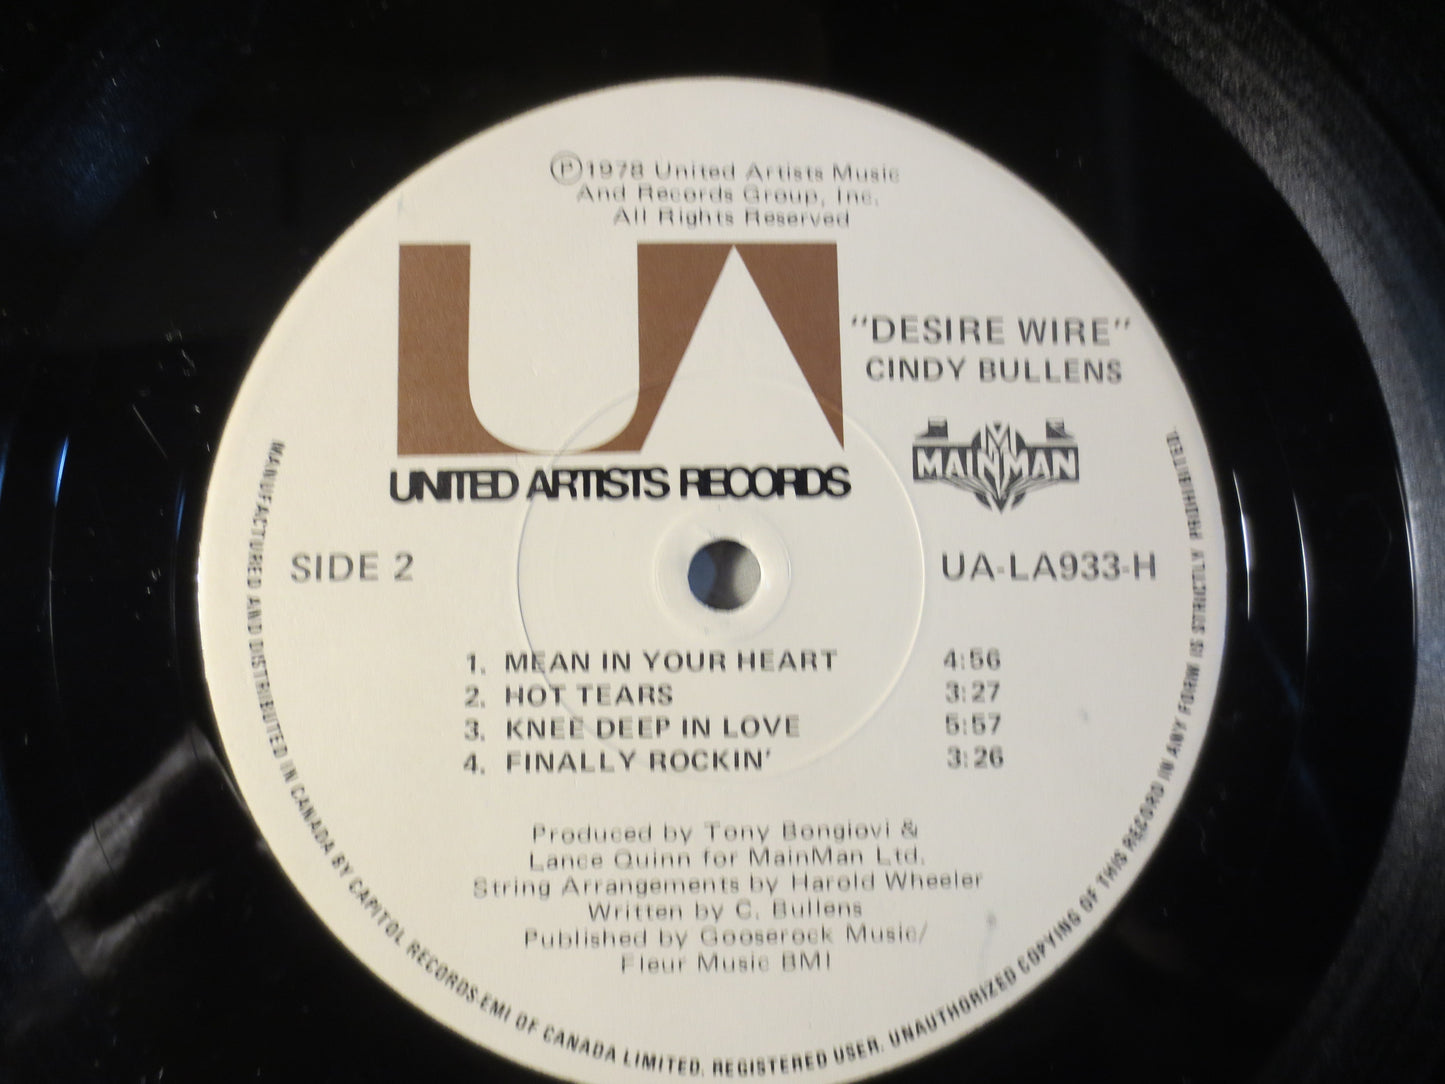 Ⓟ1978 United Artists Music
And Records Group, Inc.
All Rights Reserved
UA
UNITED ARTISTS RECORDS
"DESIRE WIRE"
CINDY BULLENS
M
MAINMAN
SIDE 2
UA-LA933-H
1. MEAN IN YOUR HEART 4:56
2. HOT TEARS 3:27
3. KNEE DEEP IN LOVE 5:57
4. FINALLY ROCKIN' 3:26
Produced by Tony Bongiovi &
Lance Quinn for MainMan Ltd.
String Arrangements by Harold Wheeler
Written by C. Bullens
Published by Gooserock Music/
Fleur Music BMI
MANUFACTURED AND DISTRIBUTED IN CANADA BY CAPITOL RECORDS-EMI OF CANADA LIMITED. REGISTERED USER. UNAUTHORIZED COPYING OF THIS RECORD IN ANY FORM IS STRICTLY PROHIBITED.